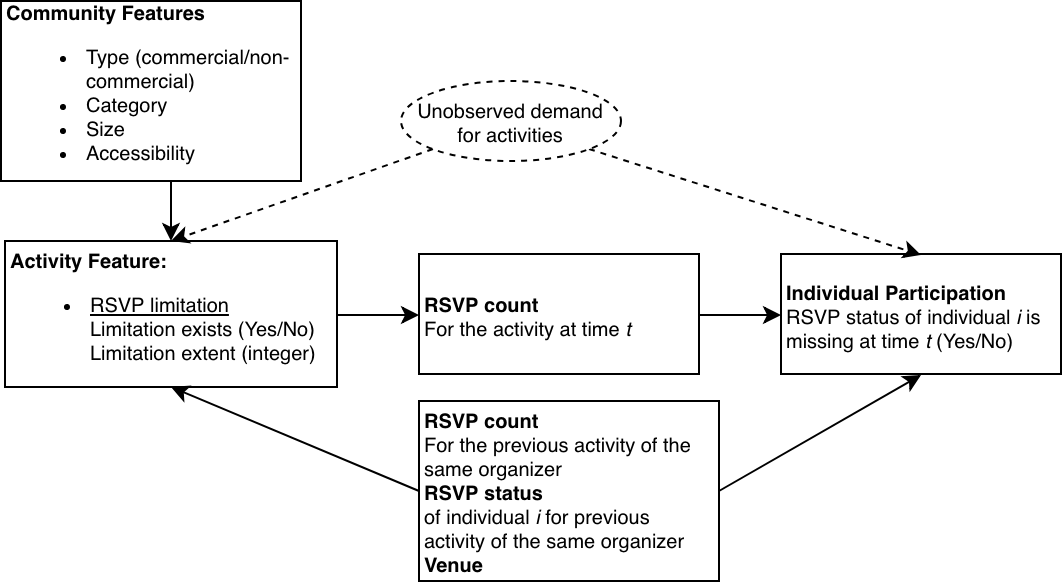 Community Features
• Type (commercial/non-
commercial)
• Category
• Size
• Accessibility
Unobserved demand
for activities
Activity Feature:
• RSVP limitation
Limitation exists (Yes/No)
Limitation extent (integer)
RSVP count
For the activity at time t
Individual Participation
RSVP status of individual i is
missing at time t (Yes/No)
RSVP count
For the previous activity of the
same organizer
RSVP status
of individual i for previous
activity of the same organizer
Venue